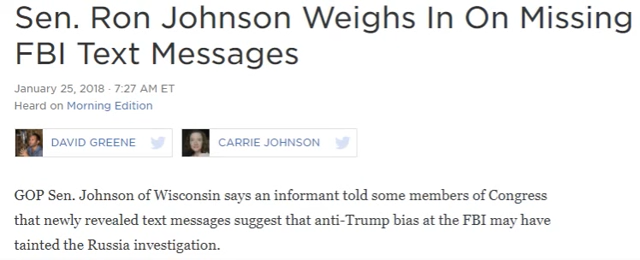 Sen. Ron Johnson Weighs In On Missing
FBI Text Messages
January 25, 2018 · 7:27 AM ET
Heard on Morning Edition
DAVID GREENE
CARRIE JOHNSON
GOP Sen. Johnson of Wisconsin says an informant told some members of Congress
that newly revealed text messages suggest that anti-Trump bias at the FBI may have
tainted the Russia investigation.